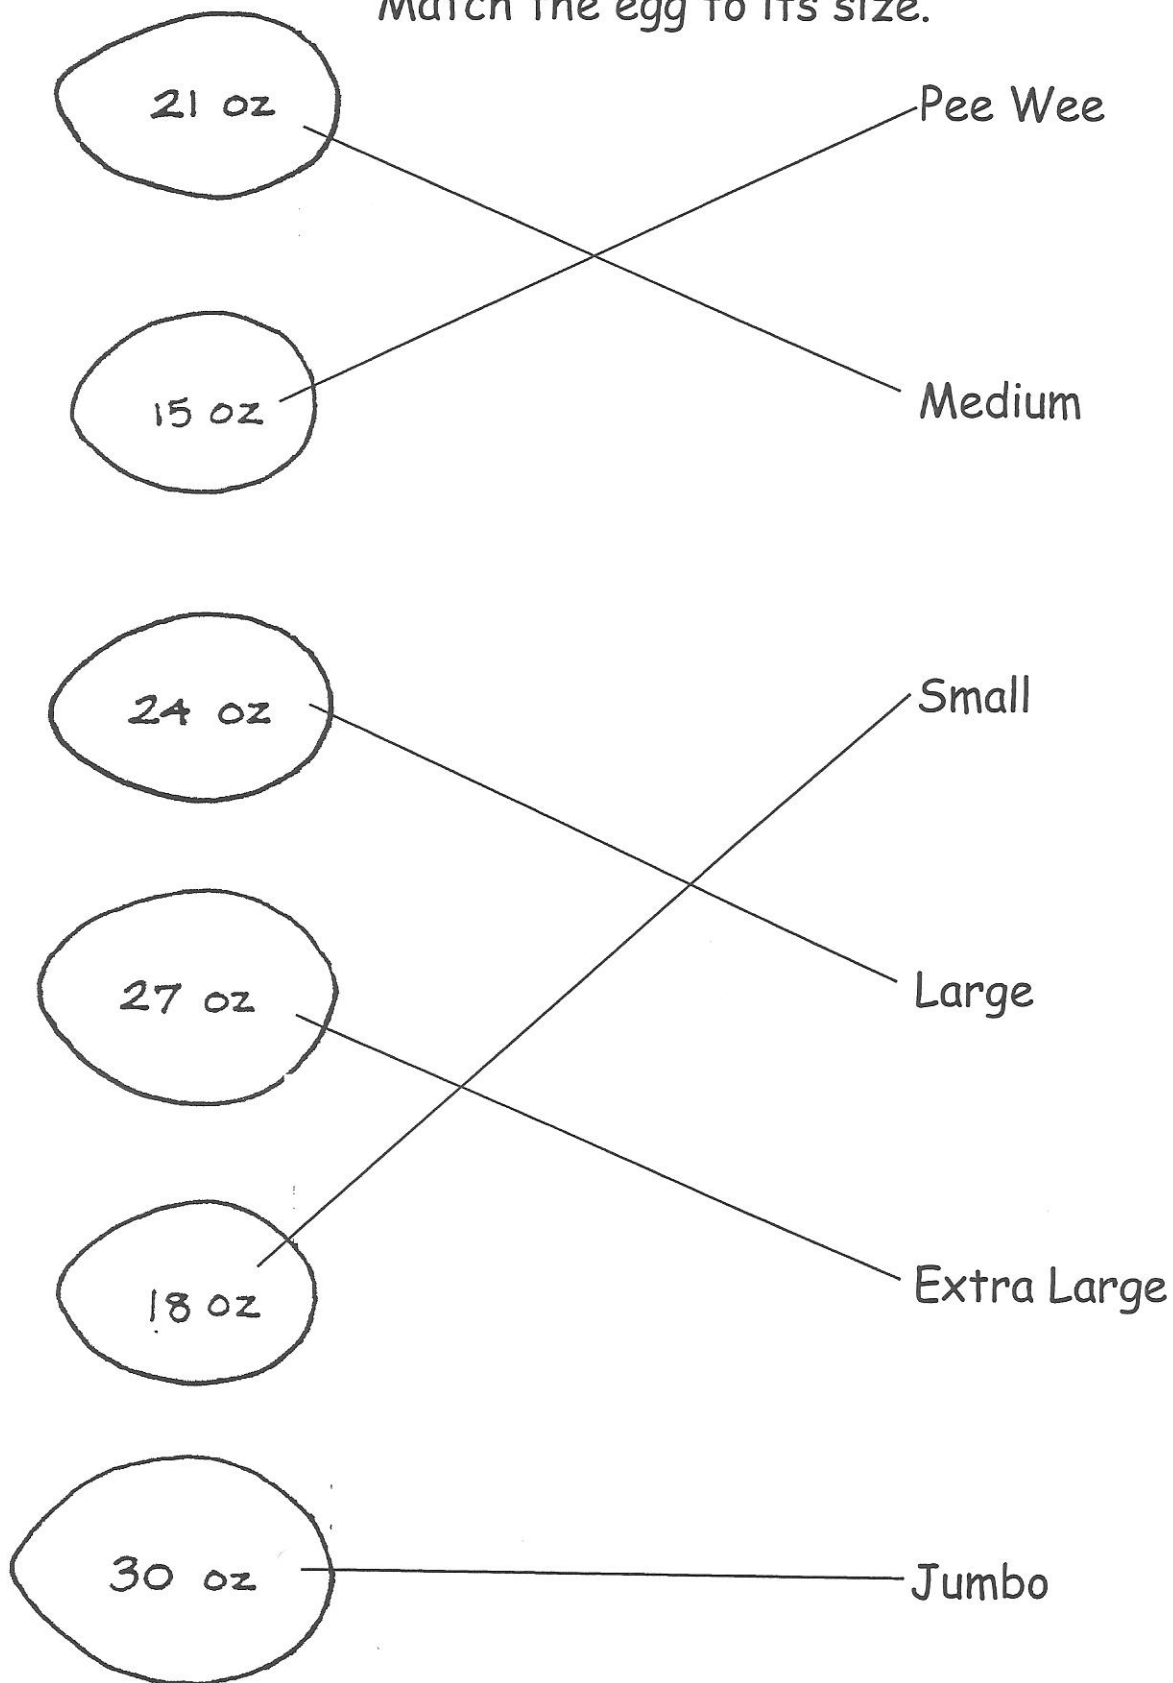 Match the egg to its size.
21 oz
Pee Wee
15 oz
Medium
24 oz
Small
27 oz
Large
18 oz
Extra Large
30 oz
Jumbo